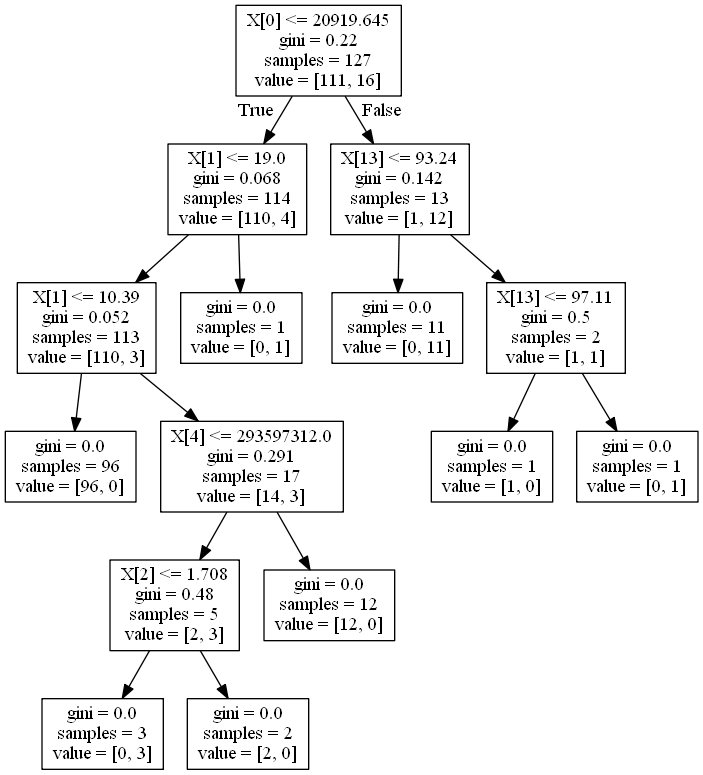 X[0] <= 20919.645
gini = 0.22
samples = 127
value = [111, 16]
True
False
X[1] <= 19.0
gini = 0.068
samples = 114
value = [110, 4]
X[13] <= 93.24
gini = 0.142
samples = 13
value = [1, 12]
X[1] <= 10.39
gini = 0.052
samples = 113
value = [110, 3]
gini = 0.0
samples = 1
value = [0, 1]
gini = 0.0
samples = 11
value = [0, 11]
X[13] <= 97.11
gini = 0.5
samples = 2
value = [1, 1]
gini = 0.0
samples = 96
value = [96, 0]
X[4] <= 293597312.0
gini = 0.291
samples = 17
value = [14, 3]
gini = 0.0
samples = 1
value = [1, 0]
gini = 0.0
samples = 1
value = [0, 1]
X[2] <= 1.708
gini = 0.48
samples = 5
value = [2, 3]
gini = 0.0
samples = 12
value = [12, 0]
gini = 0.0
samples = 3
value = [0, 3]
gini = 0.0
samples = 2
value = [2, 0]